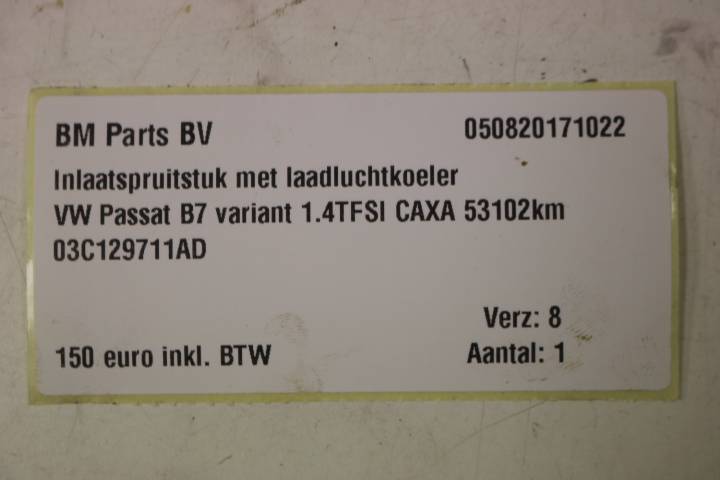 BM Parts BV 050820171022
Inlaatspruitstuk met laadluchtkoeler
VW Passat B7 variant 1.4TFSI CAXA 53102km
03C129711AD
Verz: 8
150 euro inkl. BTW Aantal: 1